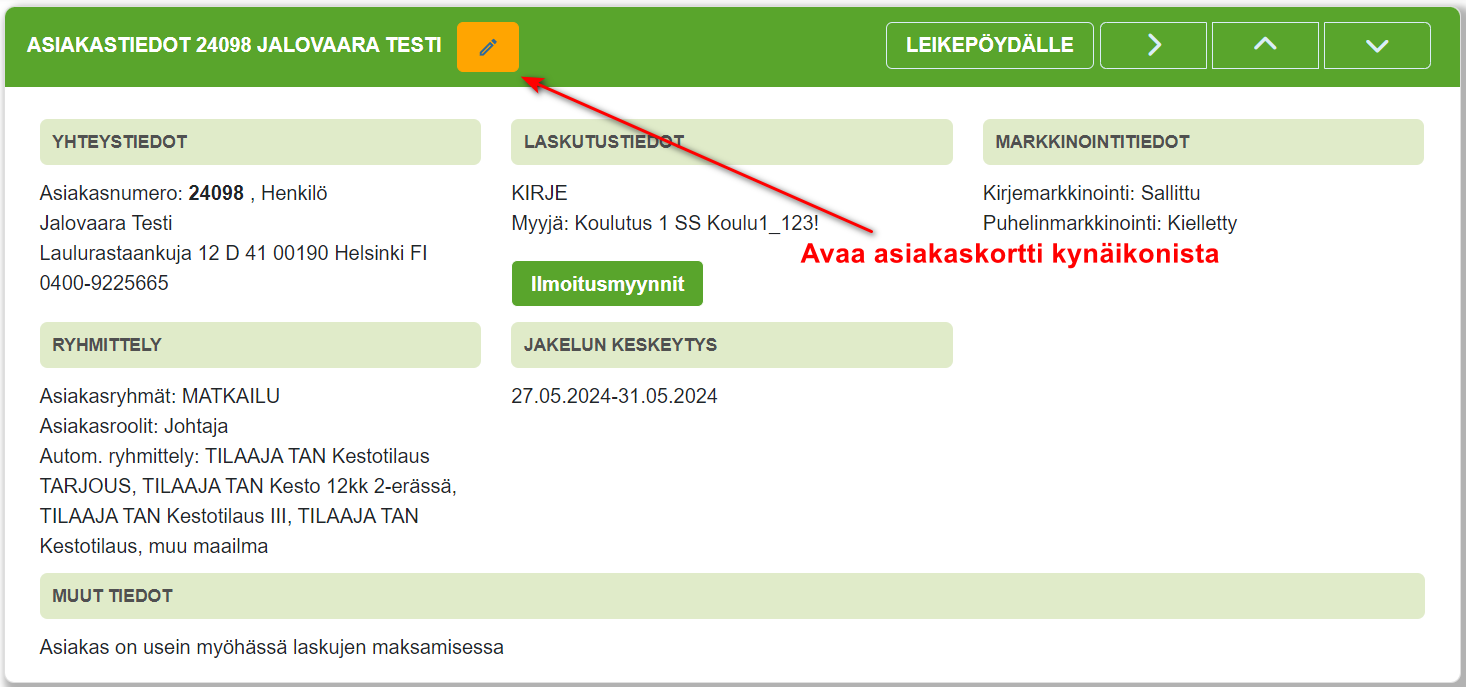 ASIAKASTIEDOT 24098 JALOVAARA TESTI
LEIKEPÖYDÄLLE
YHTEYSTIEDOT
Asiakasnumero: 24098 , Henkilö
Jalovaara Testi
Laulurastaankuja 12 D 41 00190 Helsinki FI
0400-9225665
LASKUTUSTIEDOT
KIRJE
Myyjä: Koulutus 1 SS Koulu1_123!
Ilmoitusmyynnit
MARKKINOINTITIEDOT
Kirjemarkkinointi: Sallittu
Puhelinmarkkinointi: Kielletty
Avaa asiakaskortti kynäikonista
RYHMITTELY
Asiakasryhmät: MATKAILU
Asiakasroolit: Johtaja
Autom. ryhmittely: TILAAJA TAN Kestotilaus
TARJOUS, TILAAJA TAN Kesto 12kk 2-erässä,
TILAAJA TAN Kestotilaus III, TILAAJA TAN
Kestotilaus, muu maailma
JAKELUN KESKEYTYS
27.05.2024-31.05.2024
MUUT TIEDOT
Asiakas on usein myöhässä laskujen maksamisessa